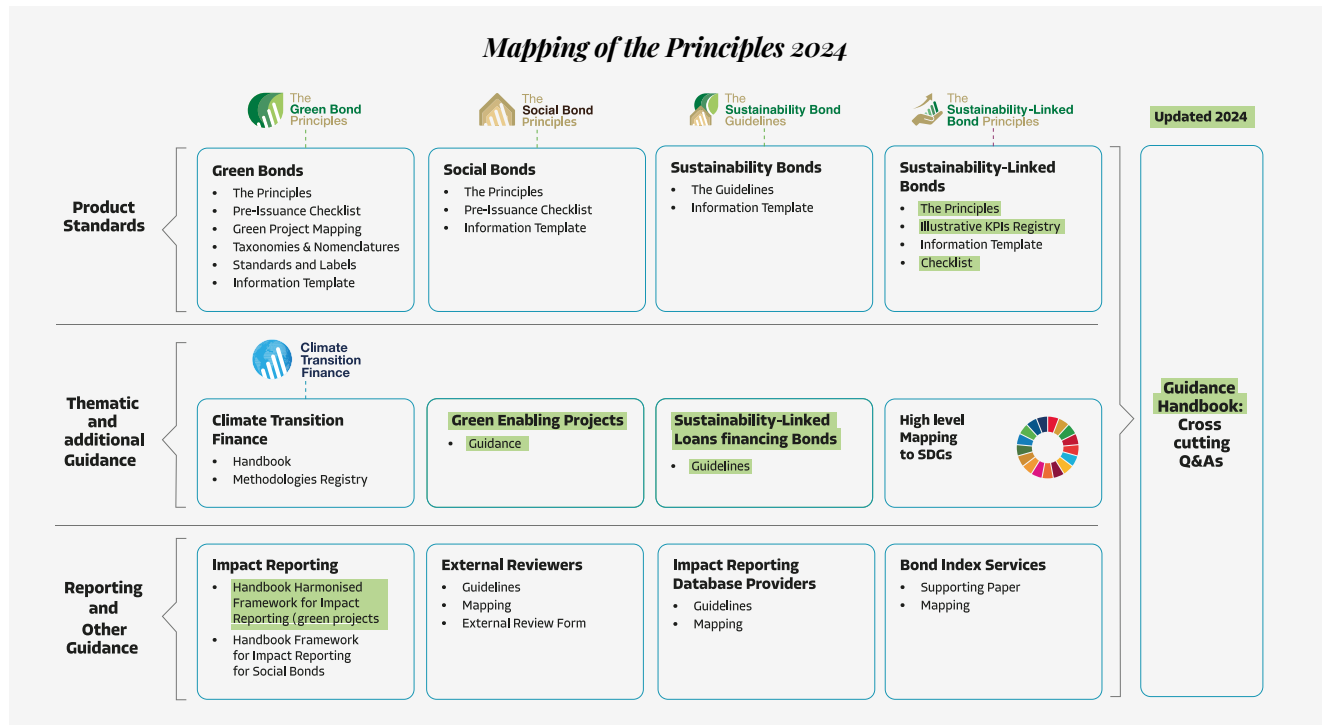 Mapping of the Principles 2024
The
Green Bond
Principles
The
Social Bond
Principles
The
Sustainability Bond
Guidelines
The
Sustainability-Linked
Bond Principles
Updated 2024
Product
Standards
Green Bonds
• The Principles
• Pre-Issuance Checklist
• Green Project Mapping
• Taxonomies & Nomenclatures
• Standards and Labels
• Information Template
Social Bonds
• The Principles
• Pre-Issuance Checklist
• Information Template
Sustainability Bonds
• The Guidelines
• Information Template
Sustainability-Linked
Bonds
• The Principles
• Illustrative KPIs Registry
• Information Template
• Checklist
Climate
Transition
Finance
Thematic
and
additional
Guidance
Climate Transition
Finance
• Handbook
• Methodologies Registry
Green Enabling Projects
• Guidance
Sustainability-Linked
Loans financing Bonds
• Guidelines
High level
Mapping
to SDGs
Guidance
Handbook:
Cross
cutting
Q&As
Reporting
and
Other
Guidance
Impact Reporting
• Handbook Harmonised
Framework for Impact
Reporting (green projects
• Handbook Framework
for Impact Reporting
for Social Bonds
External Reviewers
• Guidelines
• Mapping
• External Review Form
Impact Reporting
Database Providers
• Guidelines
• Mapping
Bond Index Services
• Supporting Paper
• Mapping